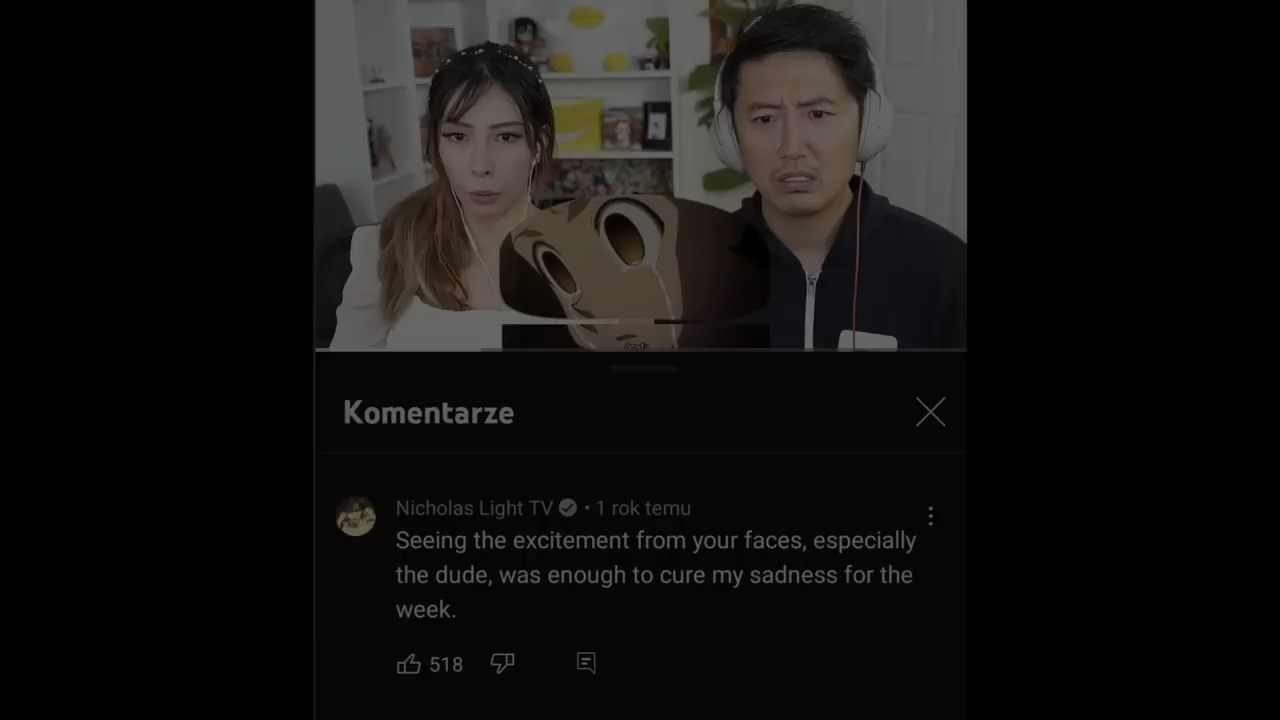 Komentarze
Nicholas Light TV • 1 rok temu
Seeing the excitement from your faces, especially
the dude, was enough to cure my sadness for the
week.
518